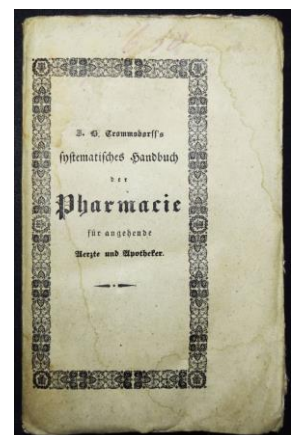 J. B. Trommsdorff's
systematisches Handbuch
der
Pharmacie
für angehende
Aerzte und Apotheker.